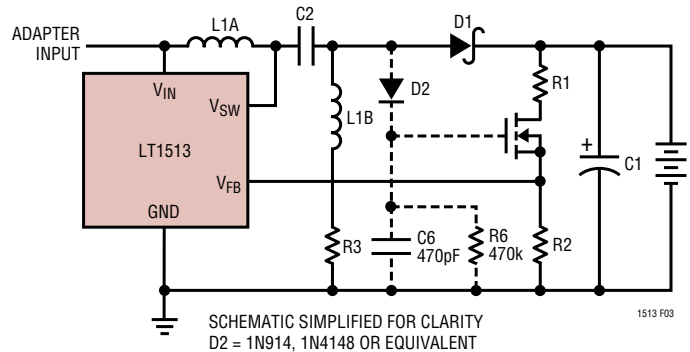 L1A
C2
D1
ADAPTER
INPUT
VIN
VSW
LT1513
VFB
GND
L1B
D2
R1
+
C1
R3
C6
470pF
R6
470k
R2
1513 F03
SCHEMATIC SIMPLIFIED FOR CLARITY
D2 = 1N914, 1N4148 OR EQUIVALENT